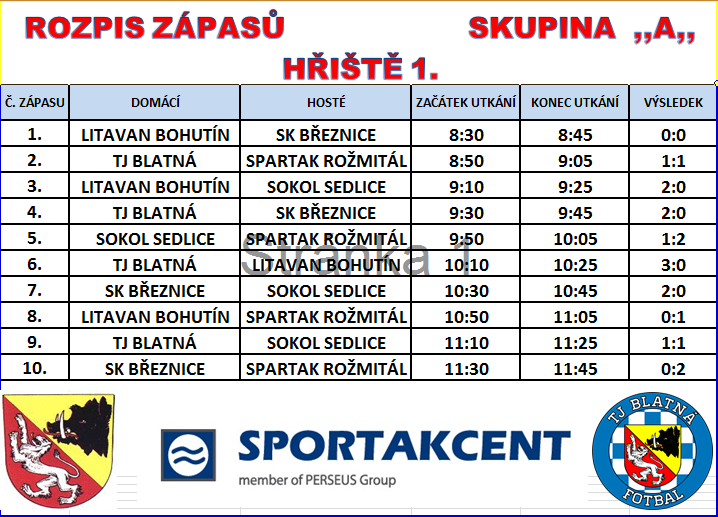 ROZPIS ZÁPASŮ SKUPINA ,,A,,
HŘIŠTĚ 1.
Č. ZÁPASU DOMÁCÍ HOSTÉ ZAČÁTEK UTKÁNÍ KONEC UTKÁNÍ VÝSLEDEK
1. LITAVAN BOHUTÍN SK BŘEZNICE 8:30 8:45 0:0
2. TJ BLATNÁ SPARTAK ROŽMITÁL 8:50 9:05 1:1
3. LITAVAN BOHUTÍN SOKOL SEDLICE 9:10 9:25 2:0
4. TJ BLATNÁ SK BŘEZNICE 9:30 9:45 2:0
5. SOKOL SEDLICE SPARTAK ROŽMITÁL 9:50 10:05 1:2
Stránka 1
6. TJ BLATNÁ LITAVAN BOHUTÍN 10:10 10:25 3:0
7. SK BŘEZNICE SOKOL SEDLICE 10:30 10:45 2:0
8. LITAVAN BOHUTÍN SPARTAK ROŽMITÁL 10:50 11:05 0:1
9. TJ BLATNÁ SOKOL SEDLICE 11:10 11:25 1:1
10. SK BŘEZNICE SPARTAK ROŽMITÁL 11:30 11:45 0:2
SPORTAKCENT
member of PERSEUS Group
TJ BLATNÁ
FOTBAL